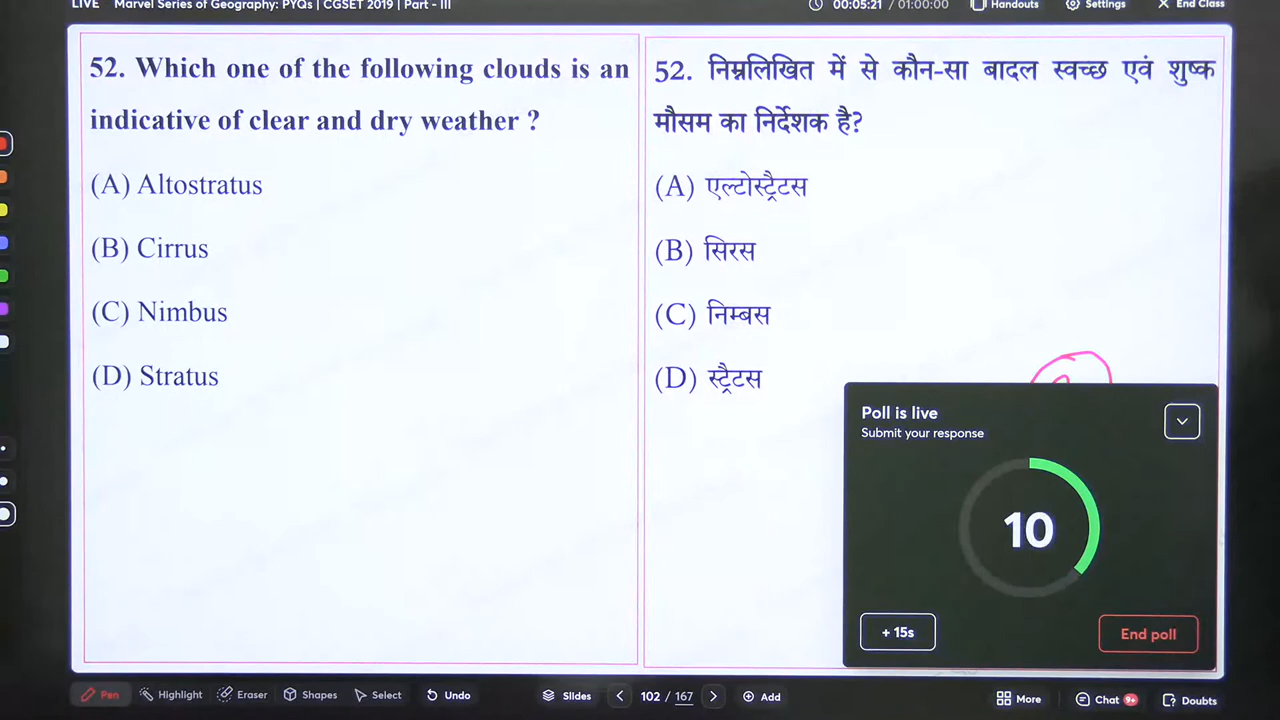 LIVE Marvel Series of Geography: PYQs | CGSET 2019 | Part - III
00:05:21 / 01:00:00 Handouts Settings End Class
52. Which one of the following clouds is an
indicative of clear and dry weather ?
(A) Altostratus
(B) Cirrus
(C) Nimbus
(D) Stratus
52. निम्नलिखित में से कौन-सा बादल स्वच्छ एवं शुष्क
मौसम का निर्देशक है?
(A) एल्टोस्ट्रैटस
(B) सिरस
(C) निम्बस
(D) स्ट्रैटस
Poll is live
Submit your response
10
+ 15s
End poll
Pen Highlight Eraser Shapes Select Undo Slides 102 / 167 Add More Chat 9+ Doubts